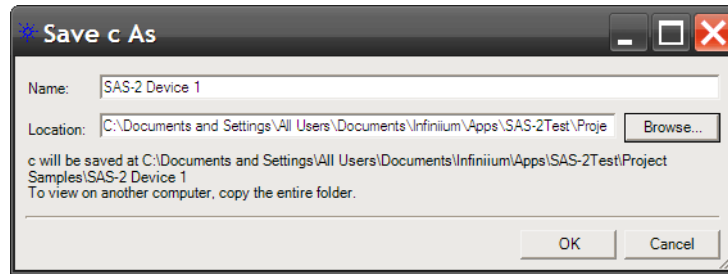 Save c As
Name: SAS-2 Device 1
Location: C:\Documents and Settings\All Users\Documents\Infiniium\Apps\SAS-2Test\Proje Browse...
c will be saved at C:\Documents and Settings\All Users\Documents\Infiniium\Apps\SAS-2Test\Project
Samples\SAS-2 Device 1
To view on another computer, copy the entire folder.
OK Cancel